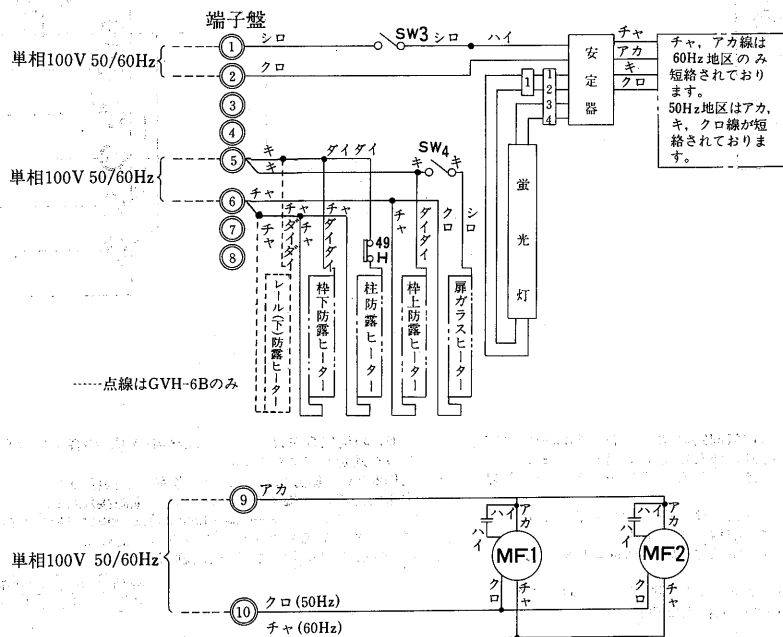 端子盤
単相100V 50/60Hz
①
シロ
SW3
シロ
ハイ
②
クロ
③
④
安定器
チャ
アカ
キ
クロ
チャ，アカ線は
60Hz地区のみ
短絡されており
ます。
50Hz地区はアカ，
キ，クロ線が短
絡されておりま
す。
1
1
2
3
4
蛍光灯
単相100V 50/60Hz
⑤
キ
キ
ダイダイ
キ
SW4
キ
⑥
チャ
⑦
⑧
チャ
ダイダイ
チャ
チャ
ダイダイ
チャ
49
H
チャ
ダイダイ
クロ
シロ
レール(下)防露ヒーター
枠下防露ヒーター
柱防露ヒーター
枠上防露ヒーター
扉ガラスヒーター
------点線はGVH-6Bのみ
単相100V 50/60Hz
⑨
アカ
ハイ
アカ
ハイ
MF1
クロ
チャ
ハイ
アカ
ハイ
MF2
クロ
チャ
⑩
クロ(50Hz)
チャ(60Hz)